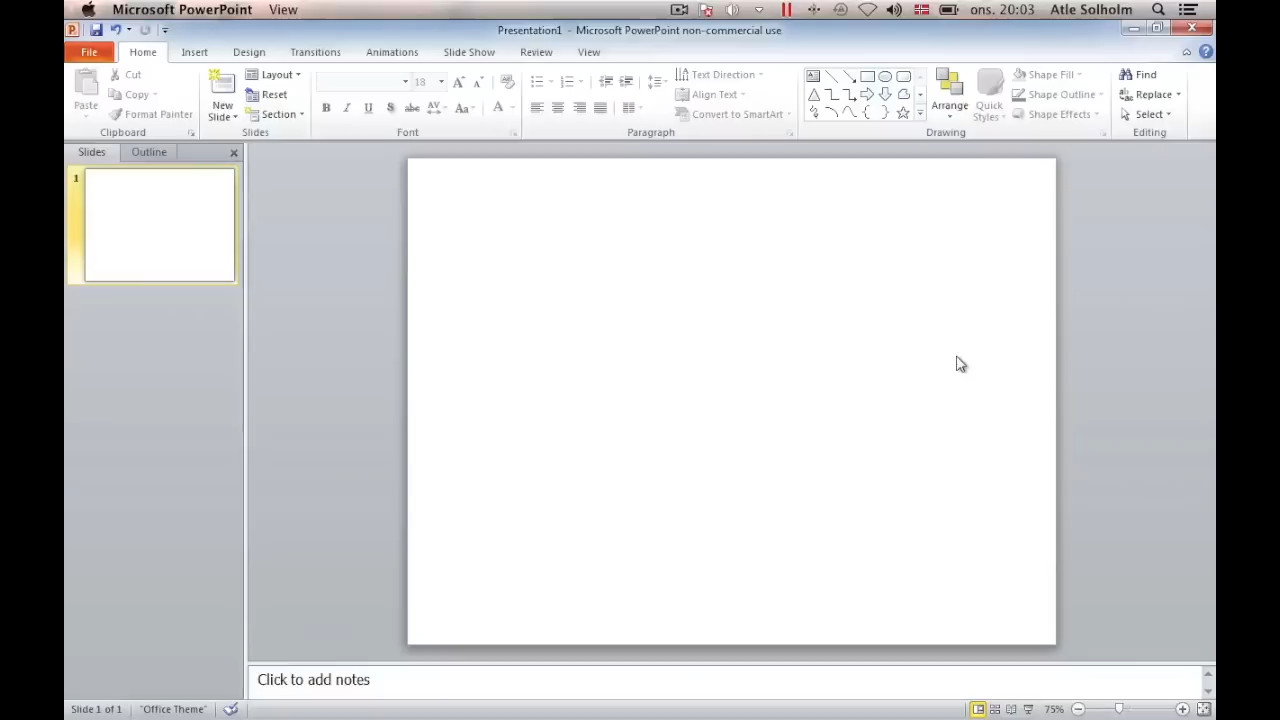 Microsoft PowerPoint View ons. 20:03 Atle Solholm
Presentation1 - Microsoft PowerPoint non-commercial use
File Home Insert Design Transitions Animations Slide Show Review View
Paste Cut Copy Format Painter
Clipboard
New Slide Layout Reset Section
Slides
18
B I U S abc AV Aa A
Font
Text Direction Align Text Convert to SmartArt
Paragraph
Arrange Quick Styles Shape Fill Shape Outline Shape Effects
Drawing
Find Replace Select
Editing
Slides Outline
1
Click to add notes
Slide 1 of 1 "Office Theme" 75%